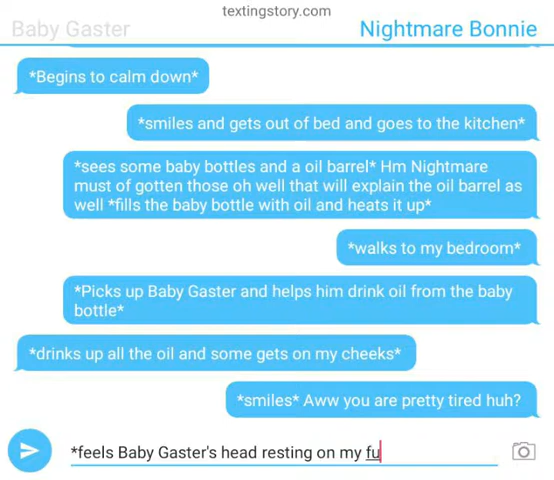 textingstory.com
Baby Gaster
Nightmare Bonnie
*Begins to calm down*
*smiles and gets out of bed and goes to the kitchen*
*sees some baby bottles and a oil barrel* Hm Nightmare
must of gotten those oh well that will explain the oil barrel as
well *fills the baby bottle with oil and heats it up*
*walks to my bedroom*
*Picks up Baby Gaster and helps him drink oil from the baby
bottle*
*drinks up all the oil and some gets on my cheeks*
*smiles* Aww you are pretty tired huh?
*feels Baby Gaster's head resting on my fu